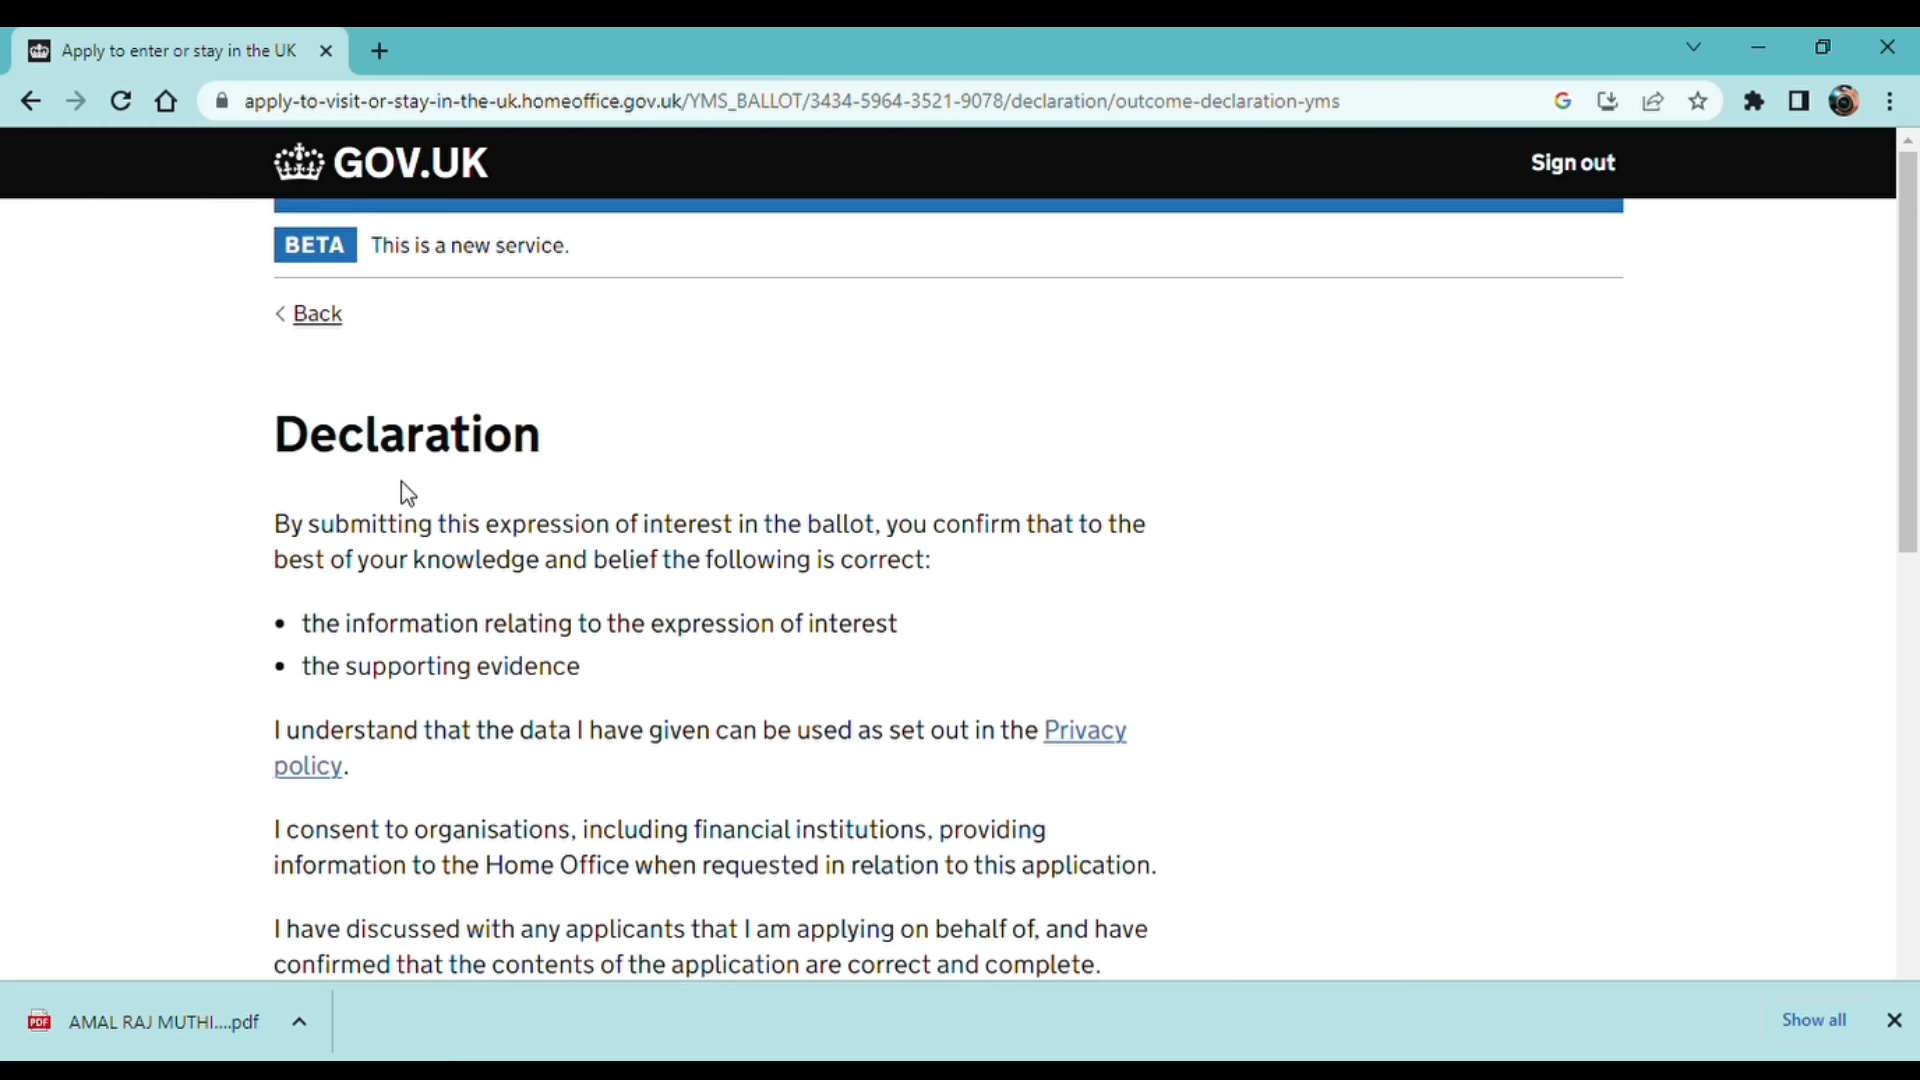 Apply to enter or stay in the UK
apply-to-visit-or-stay-in-the-uk.homeoffice.gov.uk/YMS_BALLOT/3434-5964-3521-9078/declaration/outcome-declaration-yms
GOV.UK
Sign out
BETA This is a new service.
Back
Declaration
By submitting this expression of interest in the ballot, you confirm that to the
best of your knowledge and belief the following is correct:
• the information relating to the expression of interest
• the supporting evidence
I understand that the data I have given can be used as set out in the Privacy
policy.
I consent to organisations, including financial institutions, providing
information to the Home Office when requested in relation to this application.
I have discussed with any applicants that I am applying on behalf of, and have
confirmed that the contents of the application are correct and complete.
PDF AMAL RAJ MUTHI....pdf
Show all